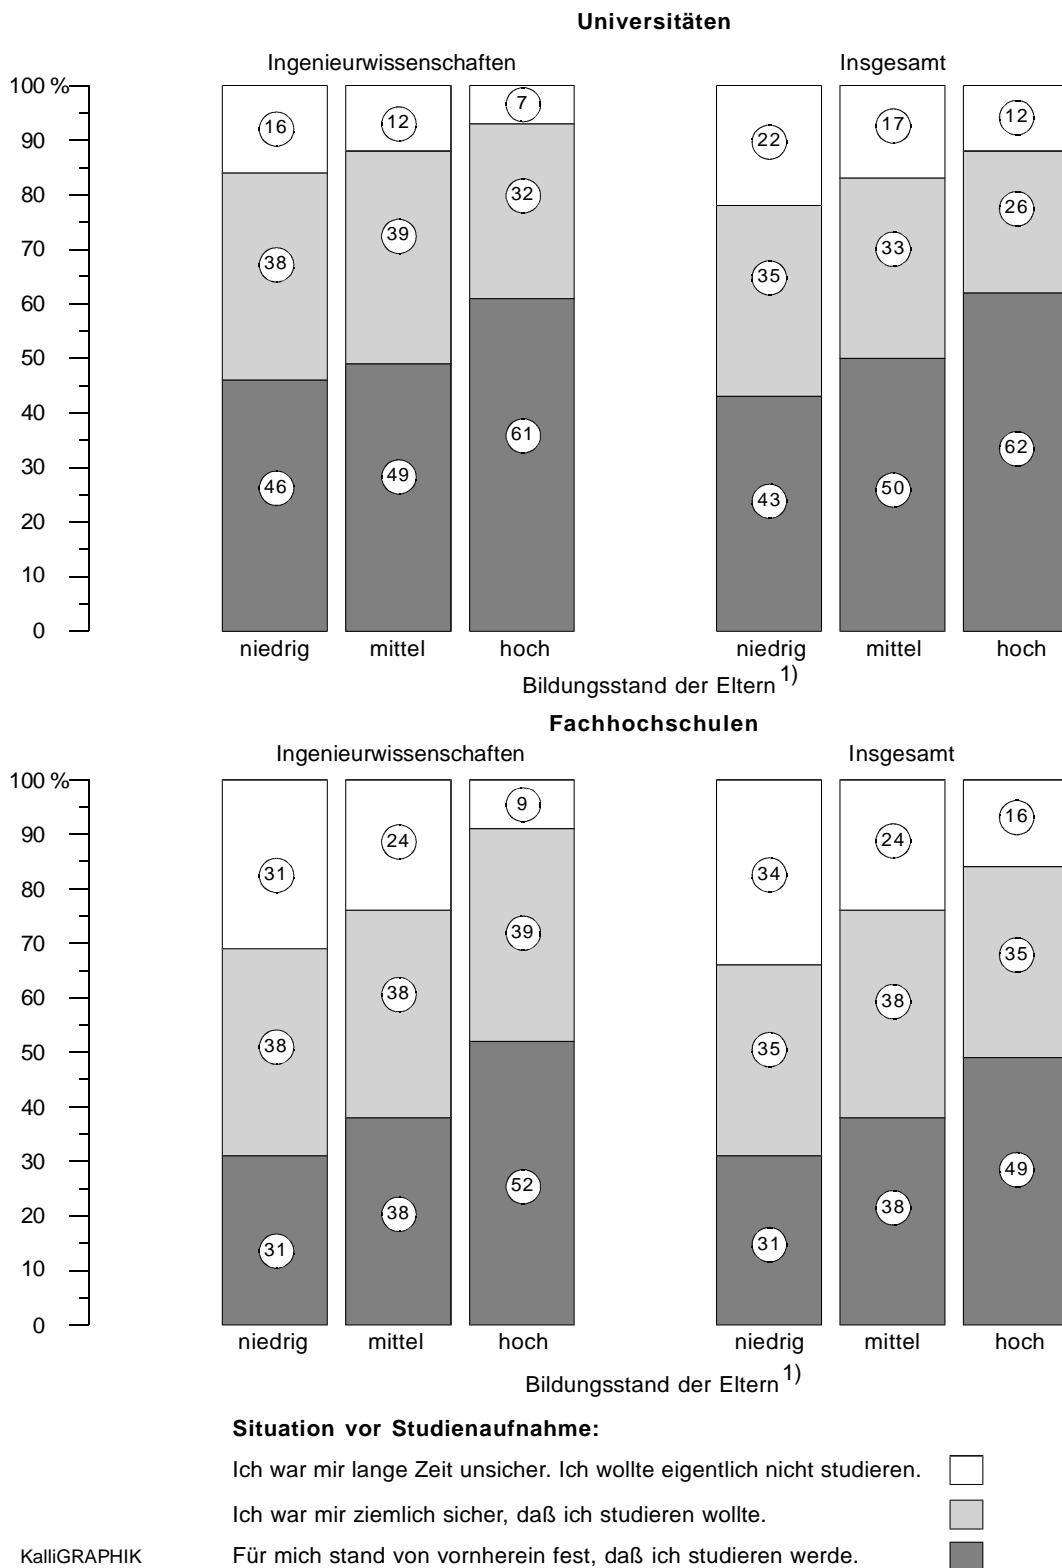 Universitäten
Ingenieurwissenschaften Insgesamt
100 %
90
80
70
60
50
40
30
20
10
0
16 12 7 22 17 12
38 39 32 35 33 26
46 49 61 43 50 62
niedrig mittel hoch niedrig mittel hoch
Bildungsstand der Eltern 1)
Fachhochschulen
Ingenieurwissenschaften Insgesamt
100 %
90
80
70
60
50
40
30
20
10
0
31 24 9 34 24 16
38 38 39 35 38 35
31 38 52 31 38 49
niedrig mittel hoch niedrig mittel hoch
Bildungsstand der Eltern 1)
Situation vor Studienaufnahme:
Ich war mir lange Zeit unsicher. Ich wollte eigentlich nicht studieren.
Ich war mir ziemlich sicher, daß ich studieren wollte.
KalliGRAPHIK Für mich stand von vornherein fest, daß ich studieren werde.